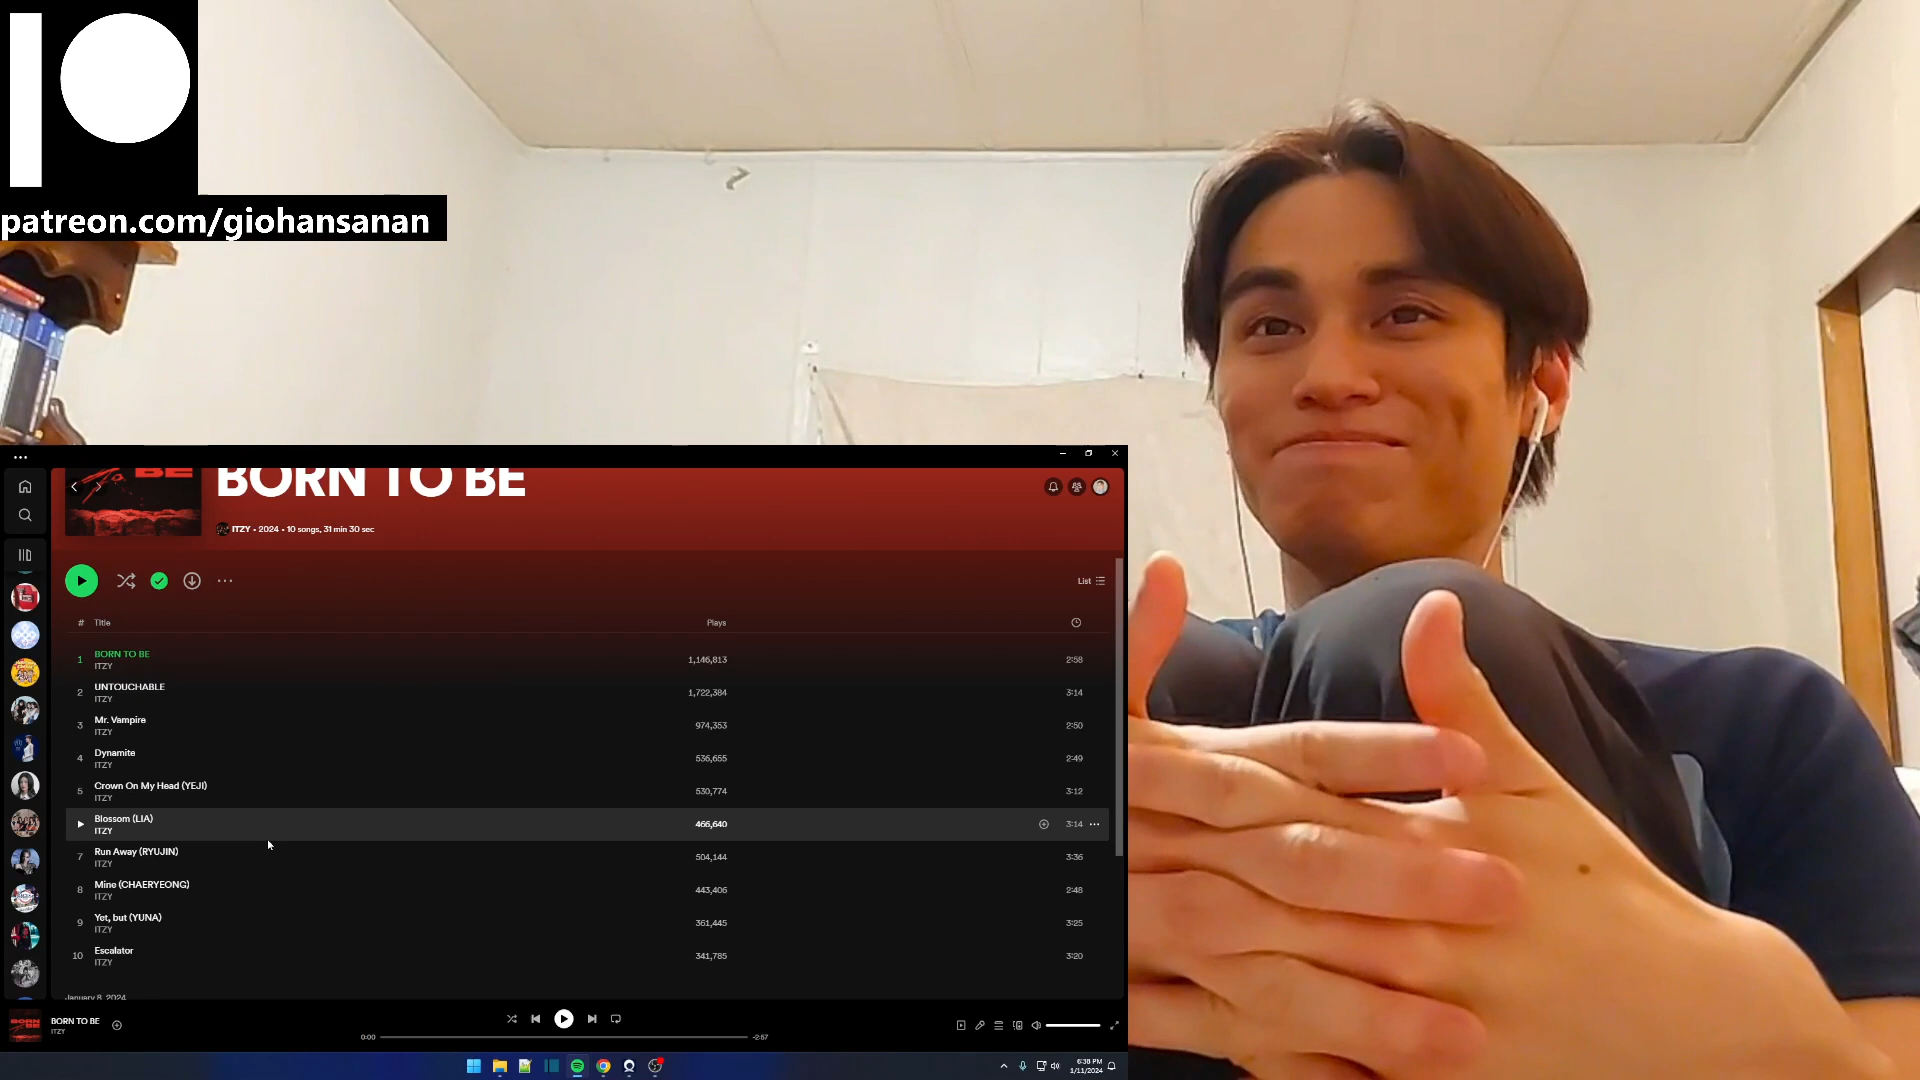 patreon.com/giohansanan
BE
BORN TO BE
ITZY • 2024 • 10 songs, 31 min 30 sec
List
# Title Plays
1 BORN TO BE 1,146,813 2:58
ITZY
2 UNTOUCHABLE 1,722,384 3:14
ITZY
3 Mr. Vampire 974,353 2:50
ITZY
4 Dynamite 536,655 2:49
ITZY
5 Crown On My Head (YEJI) 530,774 3:12
ITZY
Blossom (LIA) 466,640 3:14
ITZY
7 Run Away (RYUJIN) 504,144 3:36
ITZY
8 Mine (CHAERYEONG) 443,406 2:48
ITZY
9 Yet, but (YUNA) 361,445 3:25
ITZY
10 Escalator 341,785 3:20
ITZY
January 8, 2024
BORN TO BE
ITZY
0:00 -2:57
6:38 PM
1/11/2024